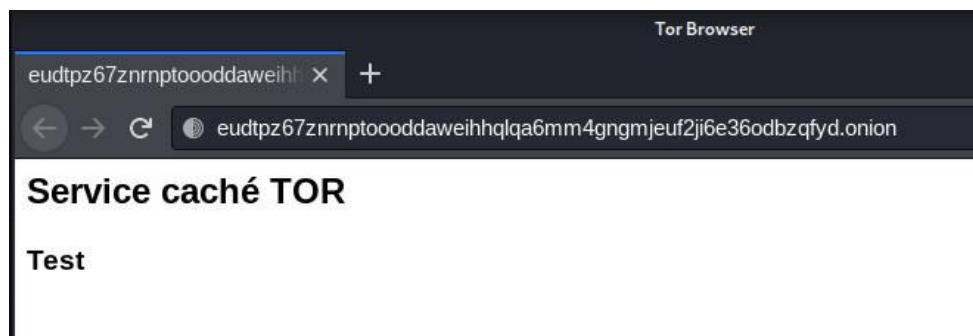 Tor Browser
eudtpz67znrnptoooddaweihh
eudtpz67znrnptoooddaweihhqlqa6mm4gngmjeuf2ji6e36odbzqfyd.onion
Service caché TOR
Test